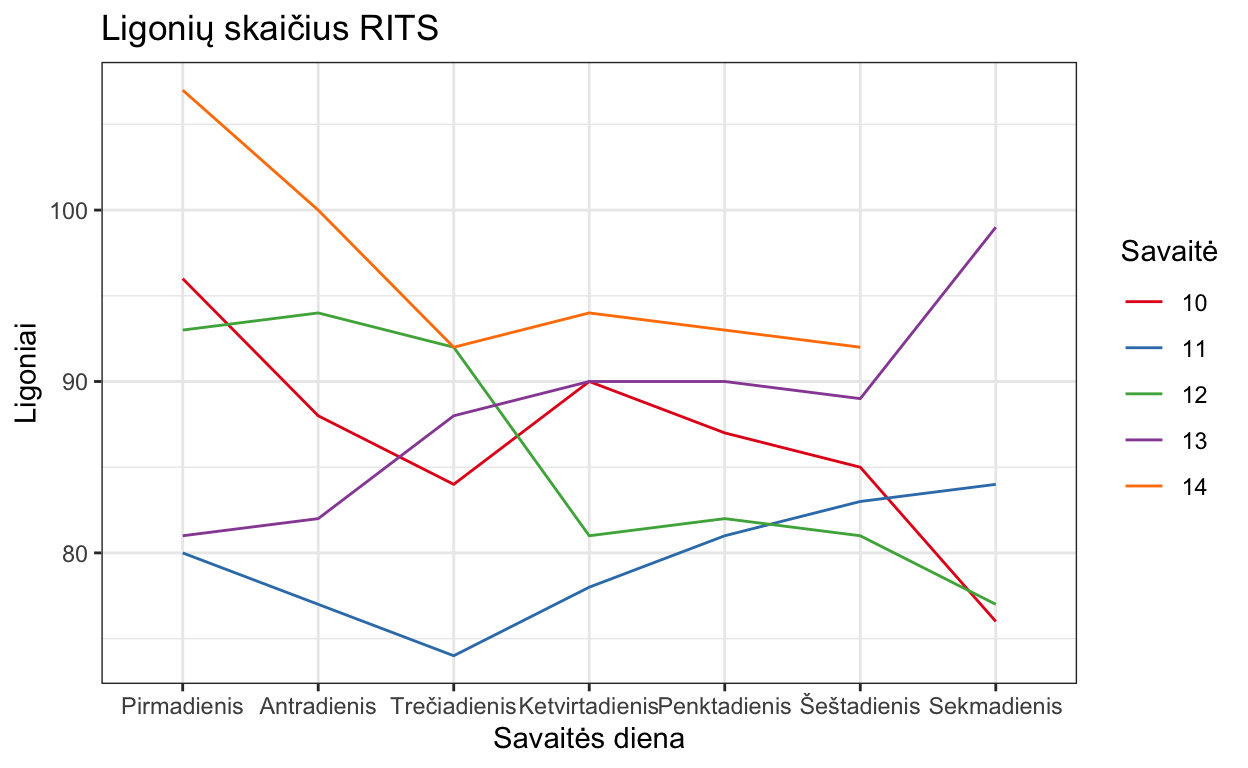 Ligonių skaičius RITS
Ligoniai
100
90
80
Pirmadienis Antradienis Trečiadienis Ketvirtadienis Penktadienis Šeštadienis Sekmadienis
Savaitės diena
Savaitė
10
11
12
13
14